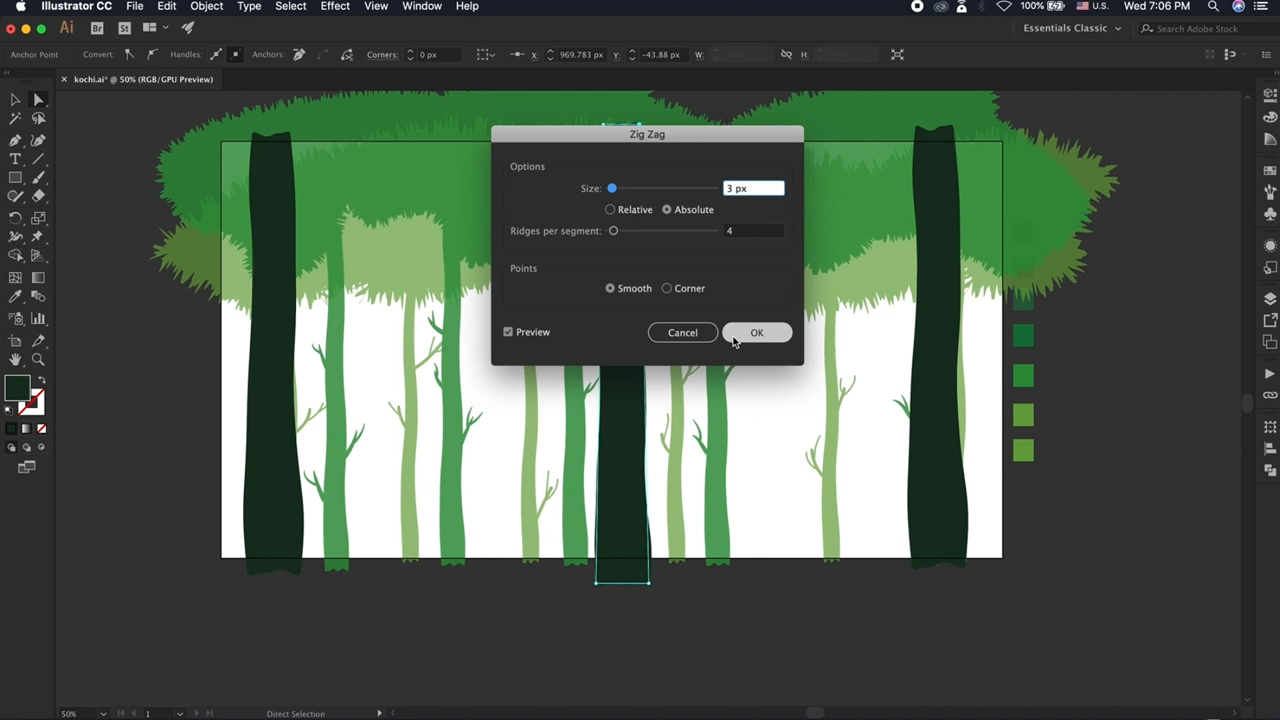 Illustrator CC File Edit Object Type Select Effect View Window Help 100% U.S. Wed 7:06 PM
Ai Br St Essentials Classic Search Adobe Stock
Anchor Point Convert: Handles: Anchors: Corners: 0 px X: 969.783 px Y: -43.88 px W: H:
× kochi.ai* @ 50% (RGB/GPU Preview)
Zig Zag
Options
Size: 3 px
Relative Absolute
Ridges per segment: 4
Points
Smooth Corner
Preview Cancel OK
50% 1 Direct Selection